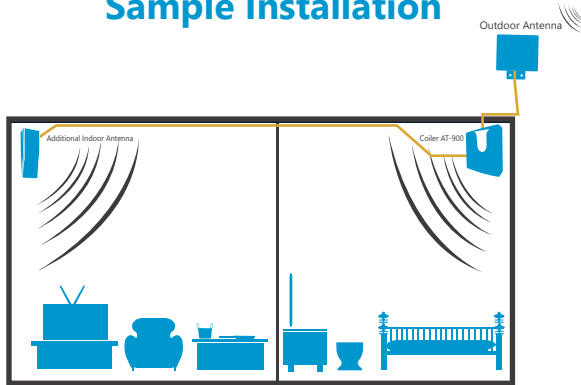 Sample Installation
Outdoor Antenna
Additional Indoor Antenna
Coiler AT-900